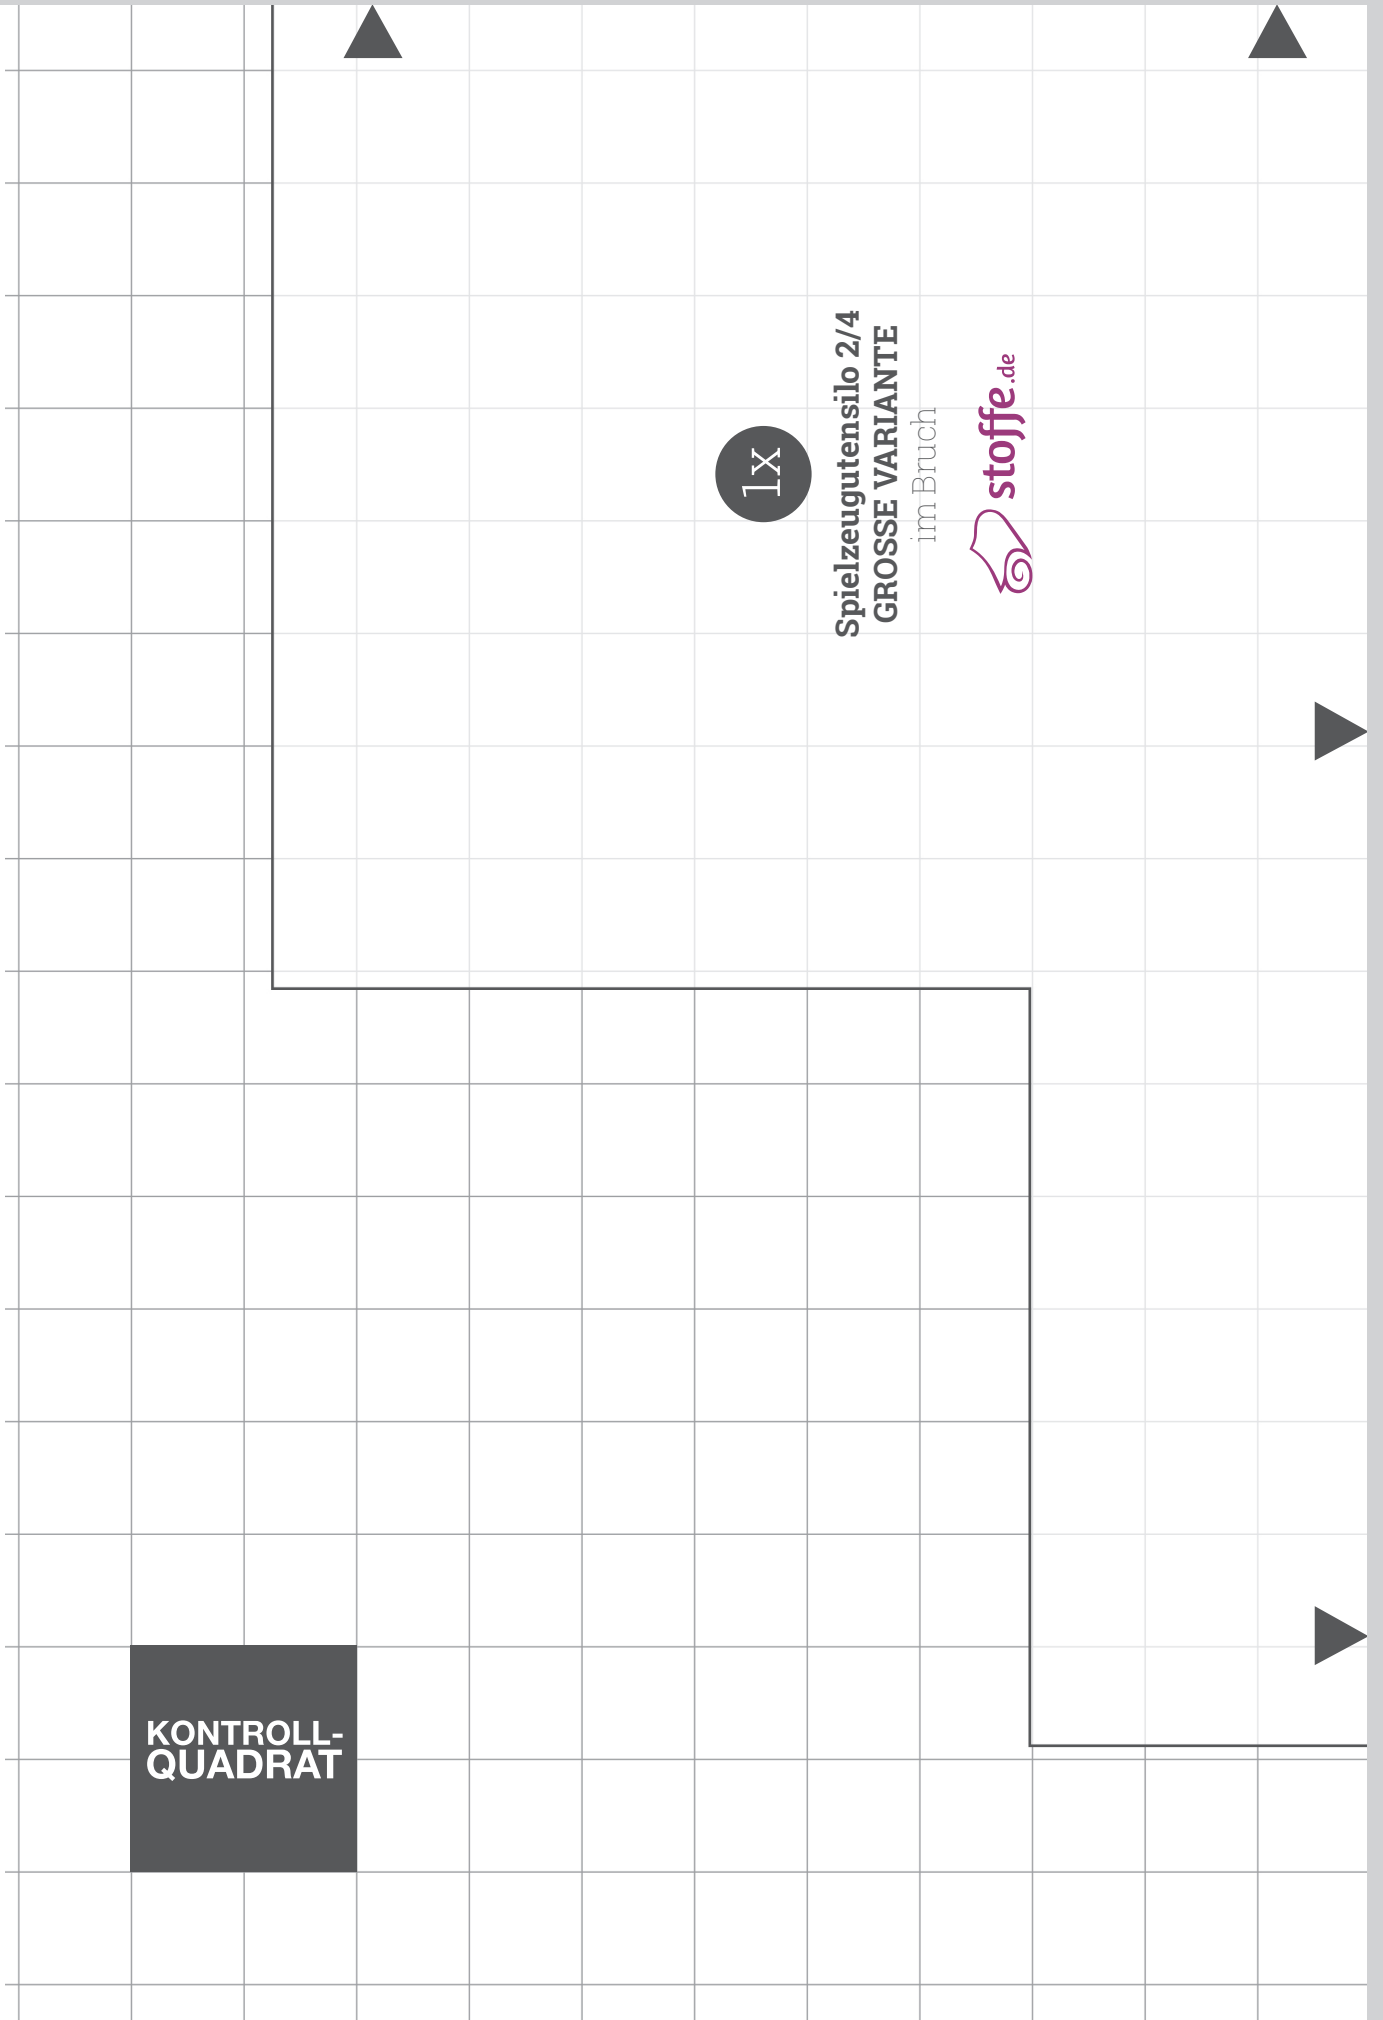 1x
Spielzeugutensilo 2/4
GROSSE VARIANTE
im Bruch
stoffe.de
KONTROLL-
QUADRAT